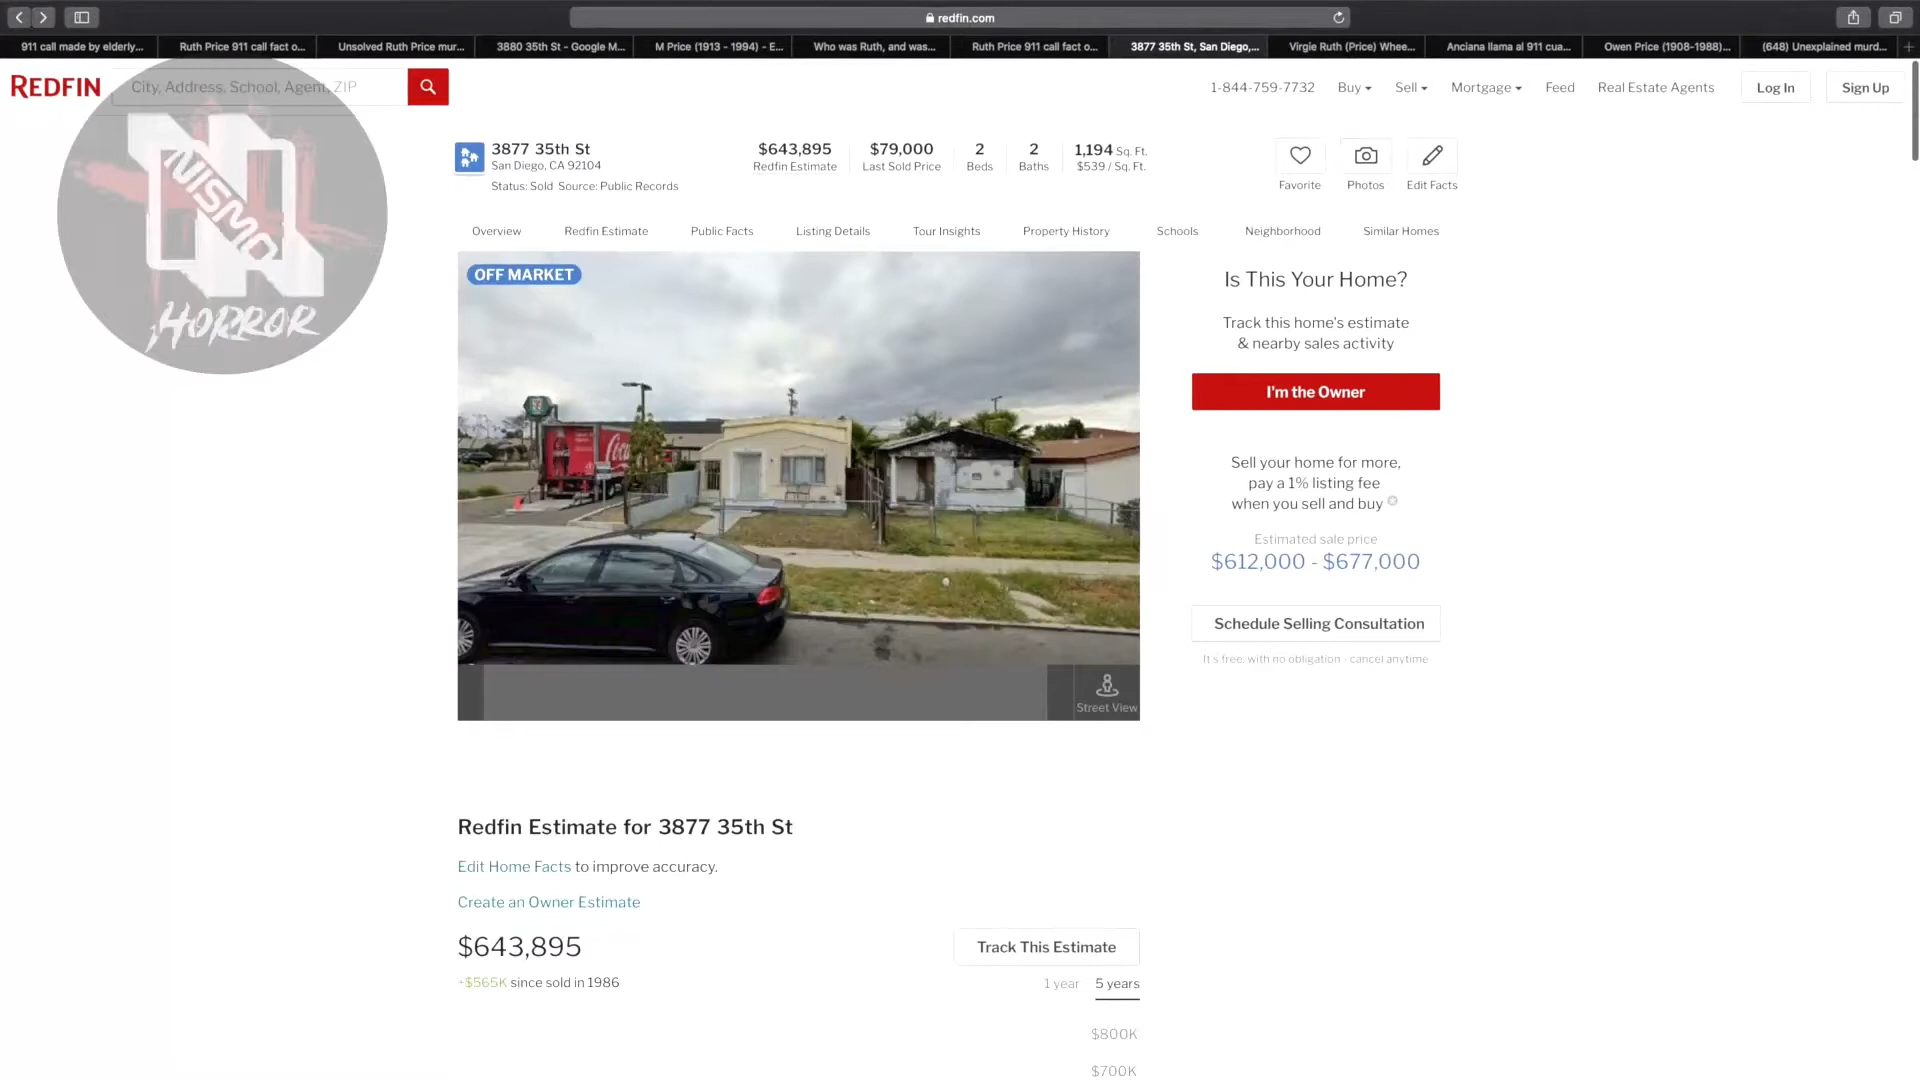 redfin.com
911 call made by elderly...
Ruth Price 911 call fact o...
Unsolved Ruth Price mur...
3880 35th St - Google M...
M Price (1913 - 1994) - E...
Who was Ruth, and was...
Ruth Price 911 call fact o...
3877 35th St, San Diego,...
Virgie Ruth (Price) Whee...
Anciana llama al 911 cua...
Owen Price (1908-1988)...
(648) Unexplained murd...
REDFIN
City, Address, School, Agent, ZIP
1-844-759-7732
Buy
Sell
Mortgage
Feed
Real Estate Agents
Log In
Sign Up
NISMO
HORROR
3877 35th St
San Diego, CA 92104
Status: Sold Source: Public Records
$643,895
Redfin Estimate
$79,000
Last Sold Price
2
Beds
2
Baths
1,194 Sq. Ft.
$539 / Sq. Ft.
Favorite
Photos
Edit Facts
Overview
Redfin Estimate
Public Facts
Listing Details
Tour Insights
Property History
Schools
Neighborhood
Similar Homes
OFF MARKET
Coca
Street View
Is This Your Home?
Track this home's estimate
& nearby sales activity
I'm the Owner
Sell your home for more,
pay a 1% listing fee
when you sell and buy
Estimated sale price
$612,000 - $677,000
Schedule Selling Consultation
It's free, with no obligation - cancel anytime
Redfin Estimate for 3877 35th St
Edit Home Facts to improve accuracy.
Create an Owner Estimate
$643,895
+$565K since sold in 1986
Track This Estimate
1 year
5 years
$800K
$700K